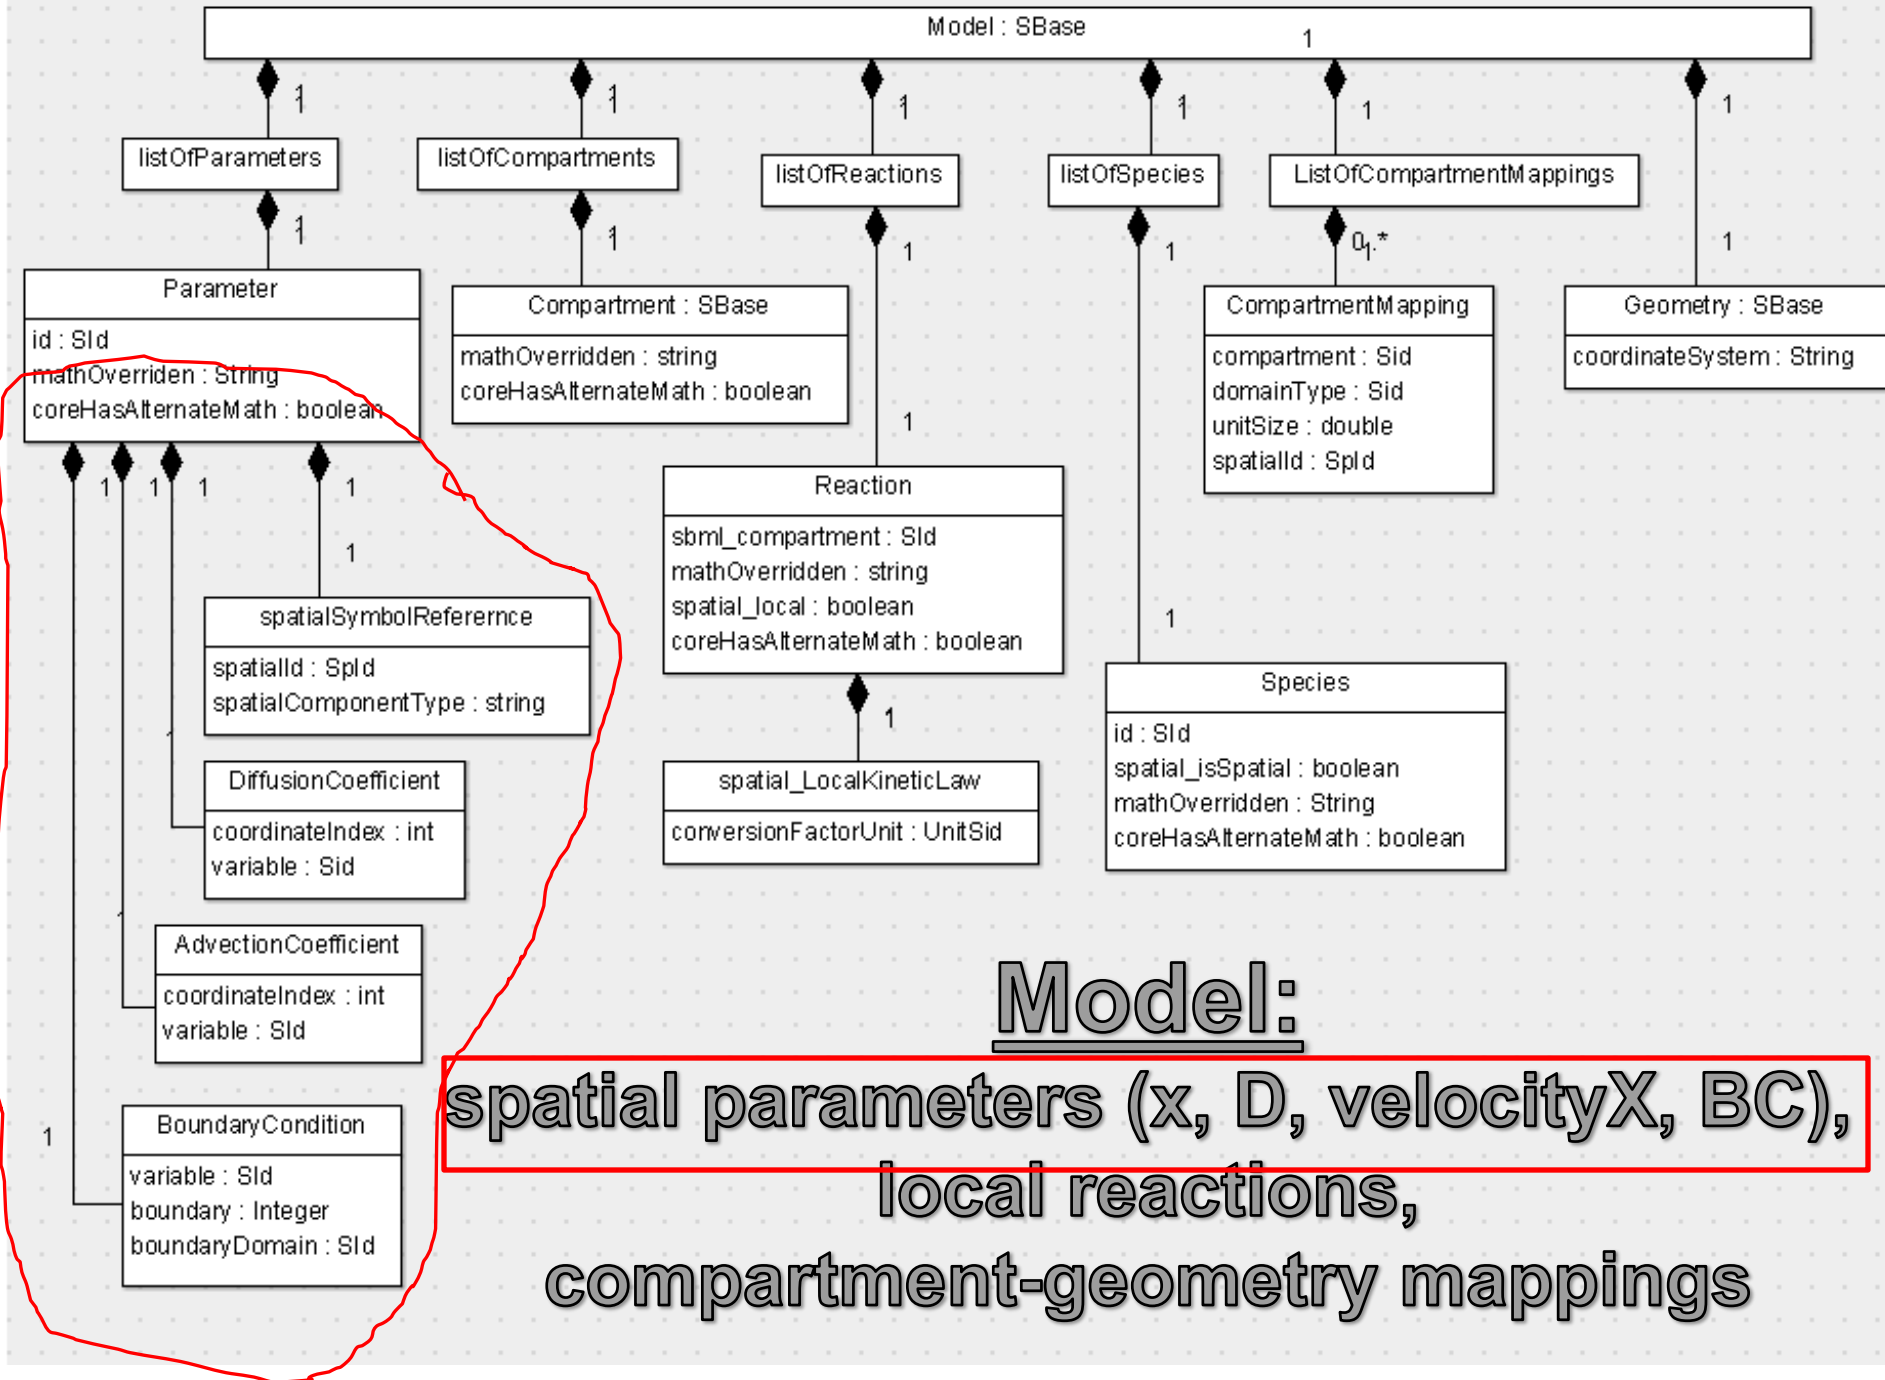 Model : SBase
1
1
1
1
1
1
1
1
1
1
1
listOfParameters
listOfCompartments
listOfReactions
listOfSpecies
ListOfCompartmentMappings
1
1
1
1
1
0..*
1
1
Parameter
id : SId
mathOverriden : String
coreHasAlternateMath : boolean
Compartment : SBase
mathOverridden : string
coreHasAlternateMath : boolean
CompartmentMapping
compartment : Sid
domainType : Sid
unitSize : double
spatialId : SpId
Geometry : SBase
coordinateSystem : String
1
1
1
1
1
1
Reaction
sbml_compartment : SId
mathOverridden : string
spatial_local : boolean
coreHasAlternateMath : boolean
spatialSymbolReferernce
spatialId : SpId
spatialComponentType : string
1
1
Species
id : SId
spatial_isSpatial : boolean
mathOverridden : String
coreHasAlternateMath : boolean
DiffusionCoefficient
coordinateIndex : int
variable : Sid
spatial_LocalKineticLaw
conversionFactorUnit : UnitSid
AdvectionCoefficient
coordinateIndex : int
variable : SId
1
BoundaryCondition
variable : SId
boundary : Integer
boundaryDomain : SId
Model:
spatial parameters (x, D, velocityX, BC),
local reactions,
compartment-geometry mappings